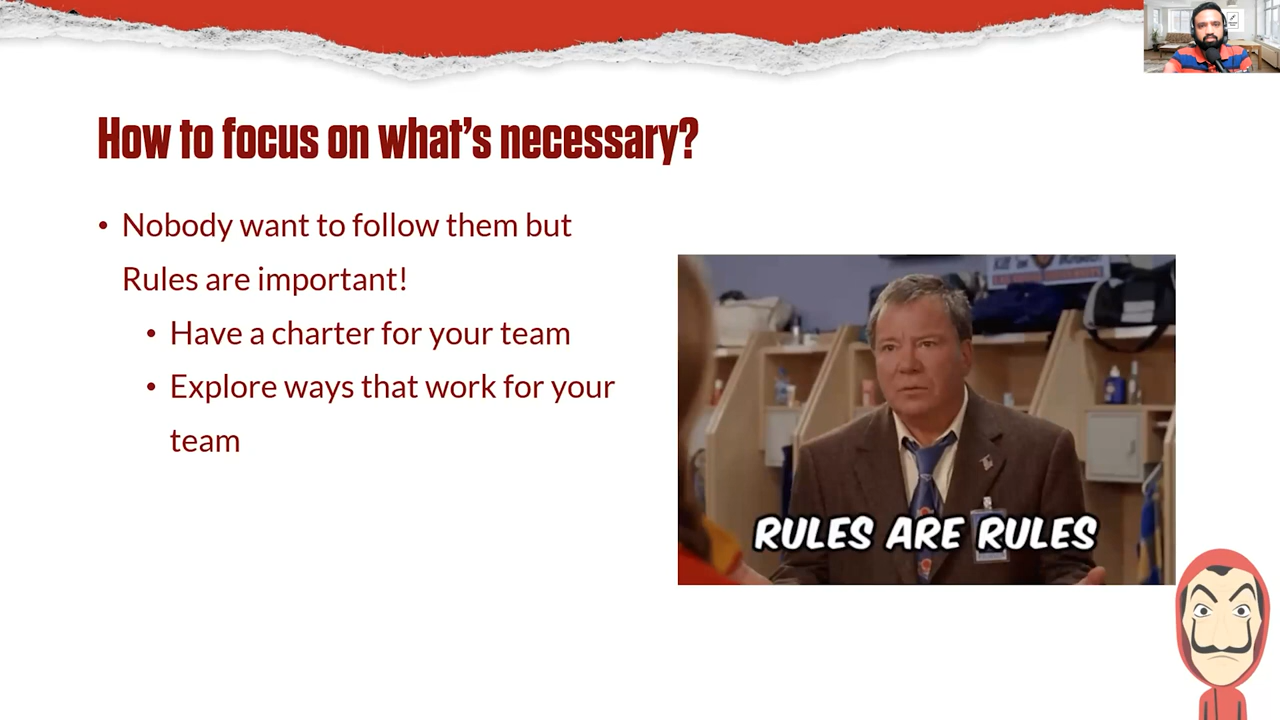 How to focus on what's necessary?
• Nobody want to follow them but
Rules are important!
• Have a charter for your team
• Explore ways that work for your
team
RULES ARE RULES